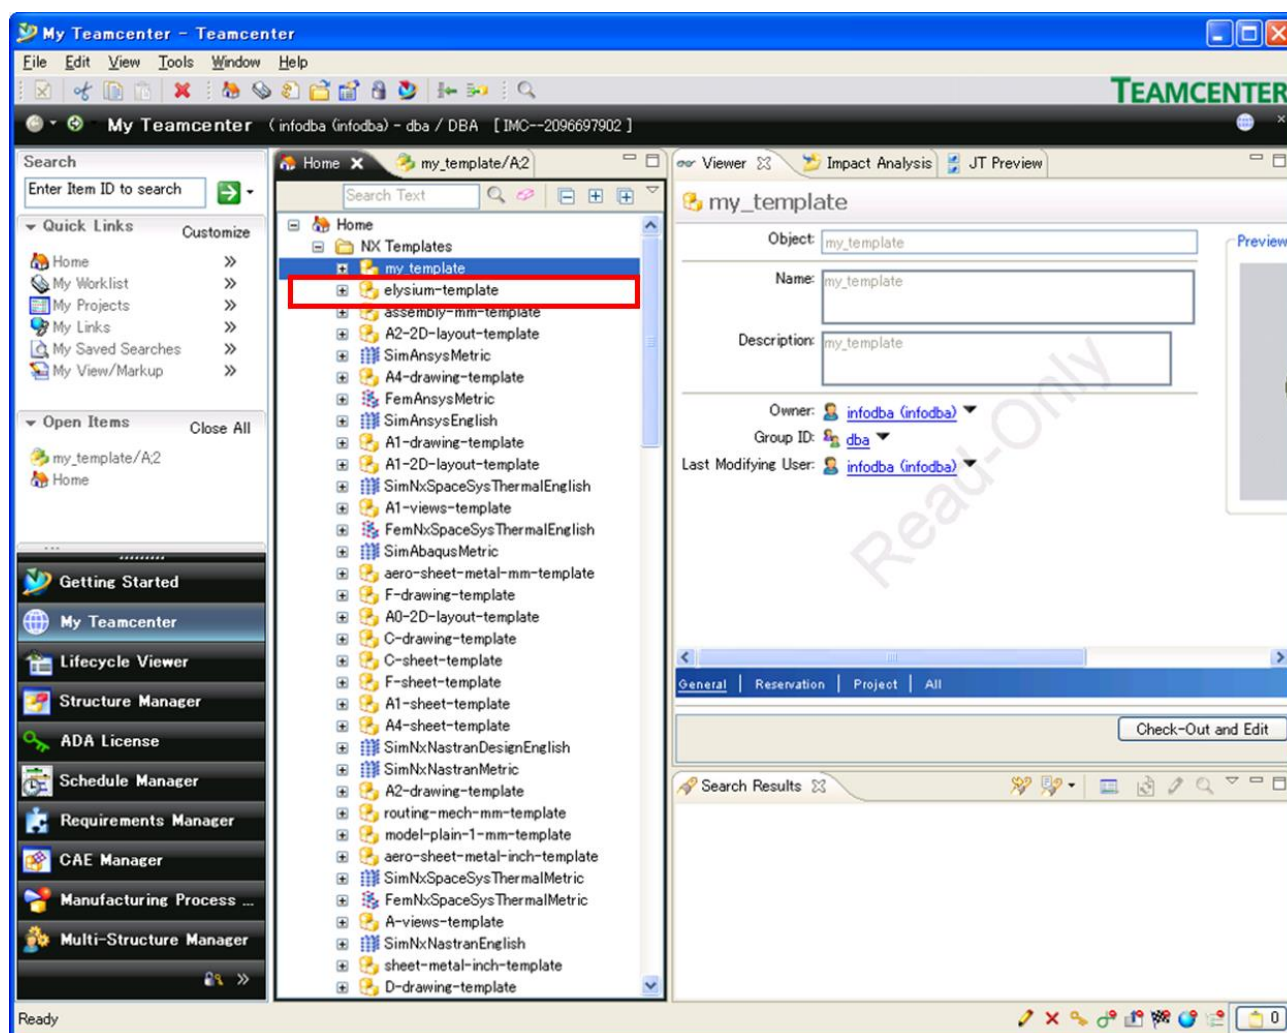 My Teamcenter - Teamcenter
File Edit View Tools Window Help
TEAMCENTER
My Teamcenter ( infodba (infodba) - dba / DBA [ IMC--2096697902 ]
Search
Enter Item ID to search
Quick Links Customize
Home
My Worklist
My Projects
My Links
My Saved Searches
My View/Markup
Open Items Close All
my_template/A;2
Home
Getting Started
My Teamcenter
Lifecycle Viewer
Structure Manager
ADA License
Schedule Manager
Requirements Manager
CAE Manager
Manufacturing Process ...
Multi-Structure Manager
Home my_template/A;2
Search Text
Home
NX Templates
my_template
elysium-template
assembly-mm-template
A2-2D-layout-template
SimAnsysMetric
A4-drawing-template
FemAnsysMetric
SimAnsysEnglish
A1-drawing-template
A1-2D-layout-template
SimNxSpaceSysThermalEnglish
A1-views-template
FemNxSpaceSysThermalEnglish
SimAbaqusMetric
aero-sheet-metal-mm-template
F-drawing-template
A0-2D-layout-template
C-drawing-template
C-sheet-template
F-sheet-template
A1-sheet-template
A4-sheet-template
SimNxNastranDesignEnglish
SimNxNastranMetric
A2-drawing-template
routing-mech-mm-template
model-plain-1-mm-template
aero-sheet-metal-inch-template
SimNxSpaceSysThermalMetric
FemNxSpaceSysThermalMetric
A-views-template
SimNxNastranEnglish
sheet-metal-inch-template
D-drawing-template
Viewer Impact Analysis JT Preview
my_template
Object: my_template
Preview
Name: my_template
Description: my_template
Owner: infodba (infodba)
Group ID: dba
Last Modifying User: infodba (infodba)
Read-Only
General | Reservation | Project | All
Check-Out and Edit
Search Results
Ready
0